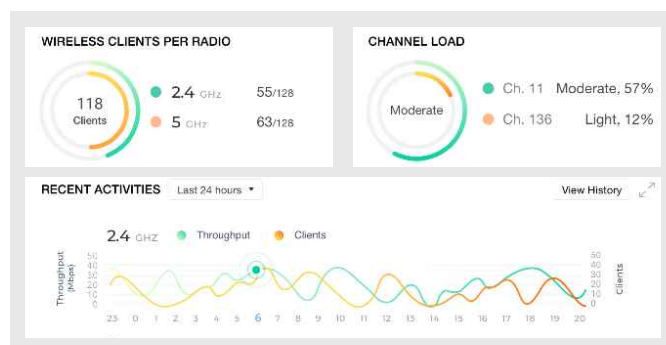 WIRELESS CLIENTS PER RADIO
118
Clients
2.4 GHz 55/128
5 GHz 63/128
CHANNEL LOAD
Moderate
Ch. 11 Moderate, 57%
Ch. 136 Light, 12%
RECENT ACTIVITIES Last 24 hours View History
2.4 GHZ Throughput Clients
Throughput
(Mbps)
50
40
30
20
10
0
50
40
30
20
10
0
Clients
23 0 1 2 3 4 5 6 7 8 9 10 11 12 13 14 15 16 17 18 19 20